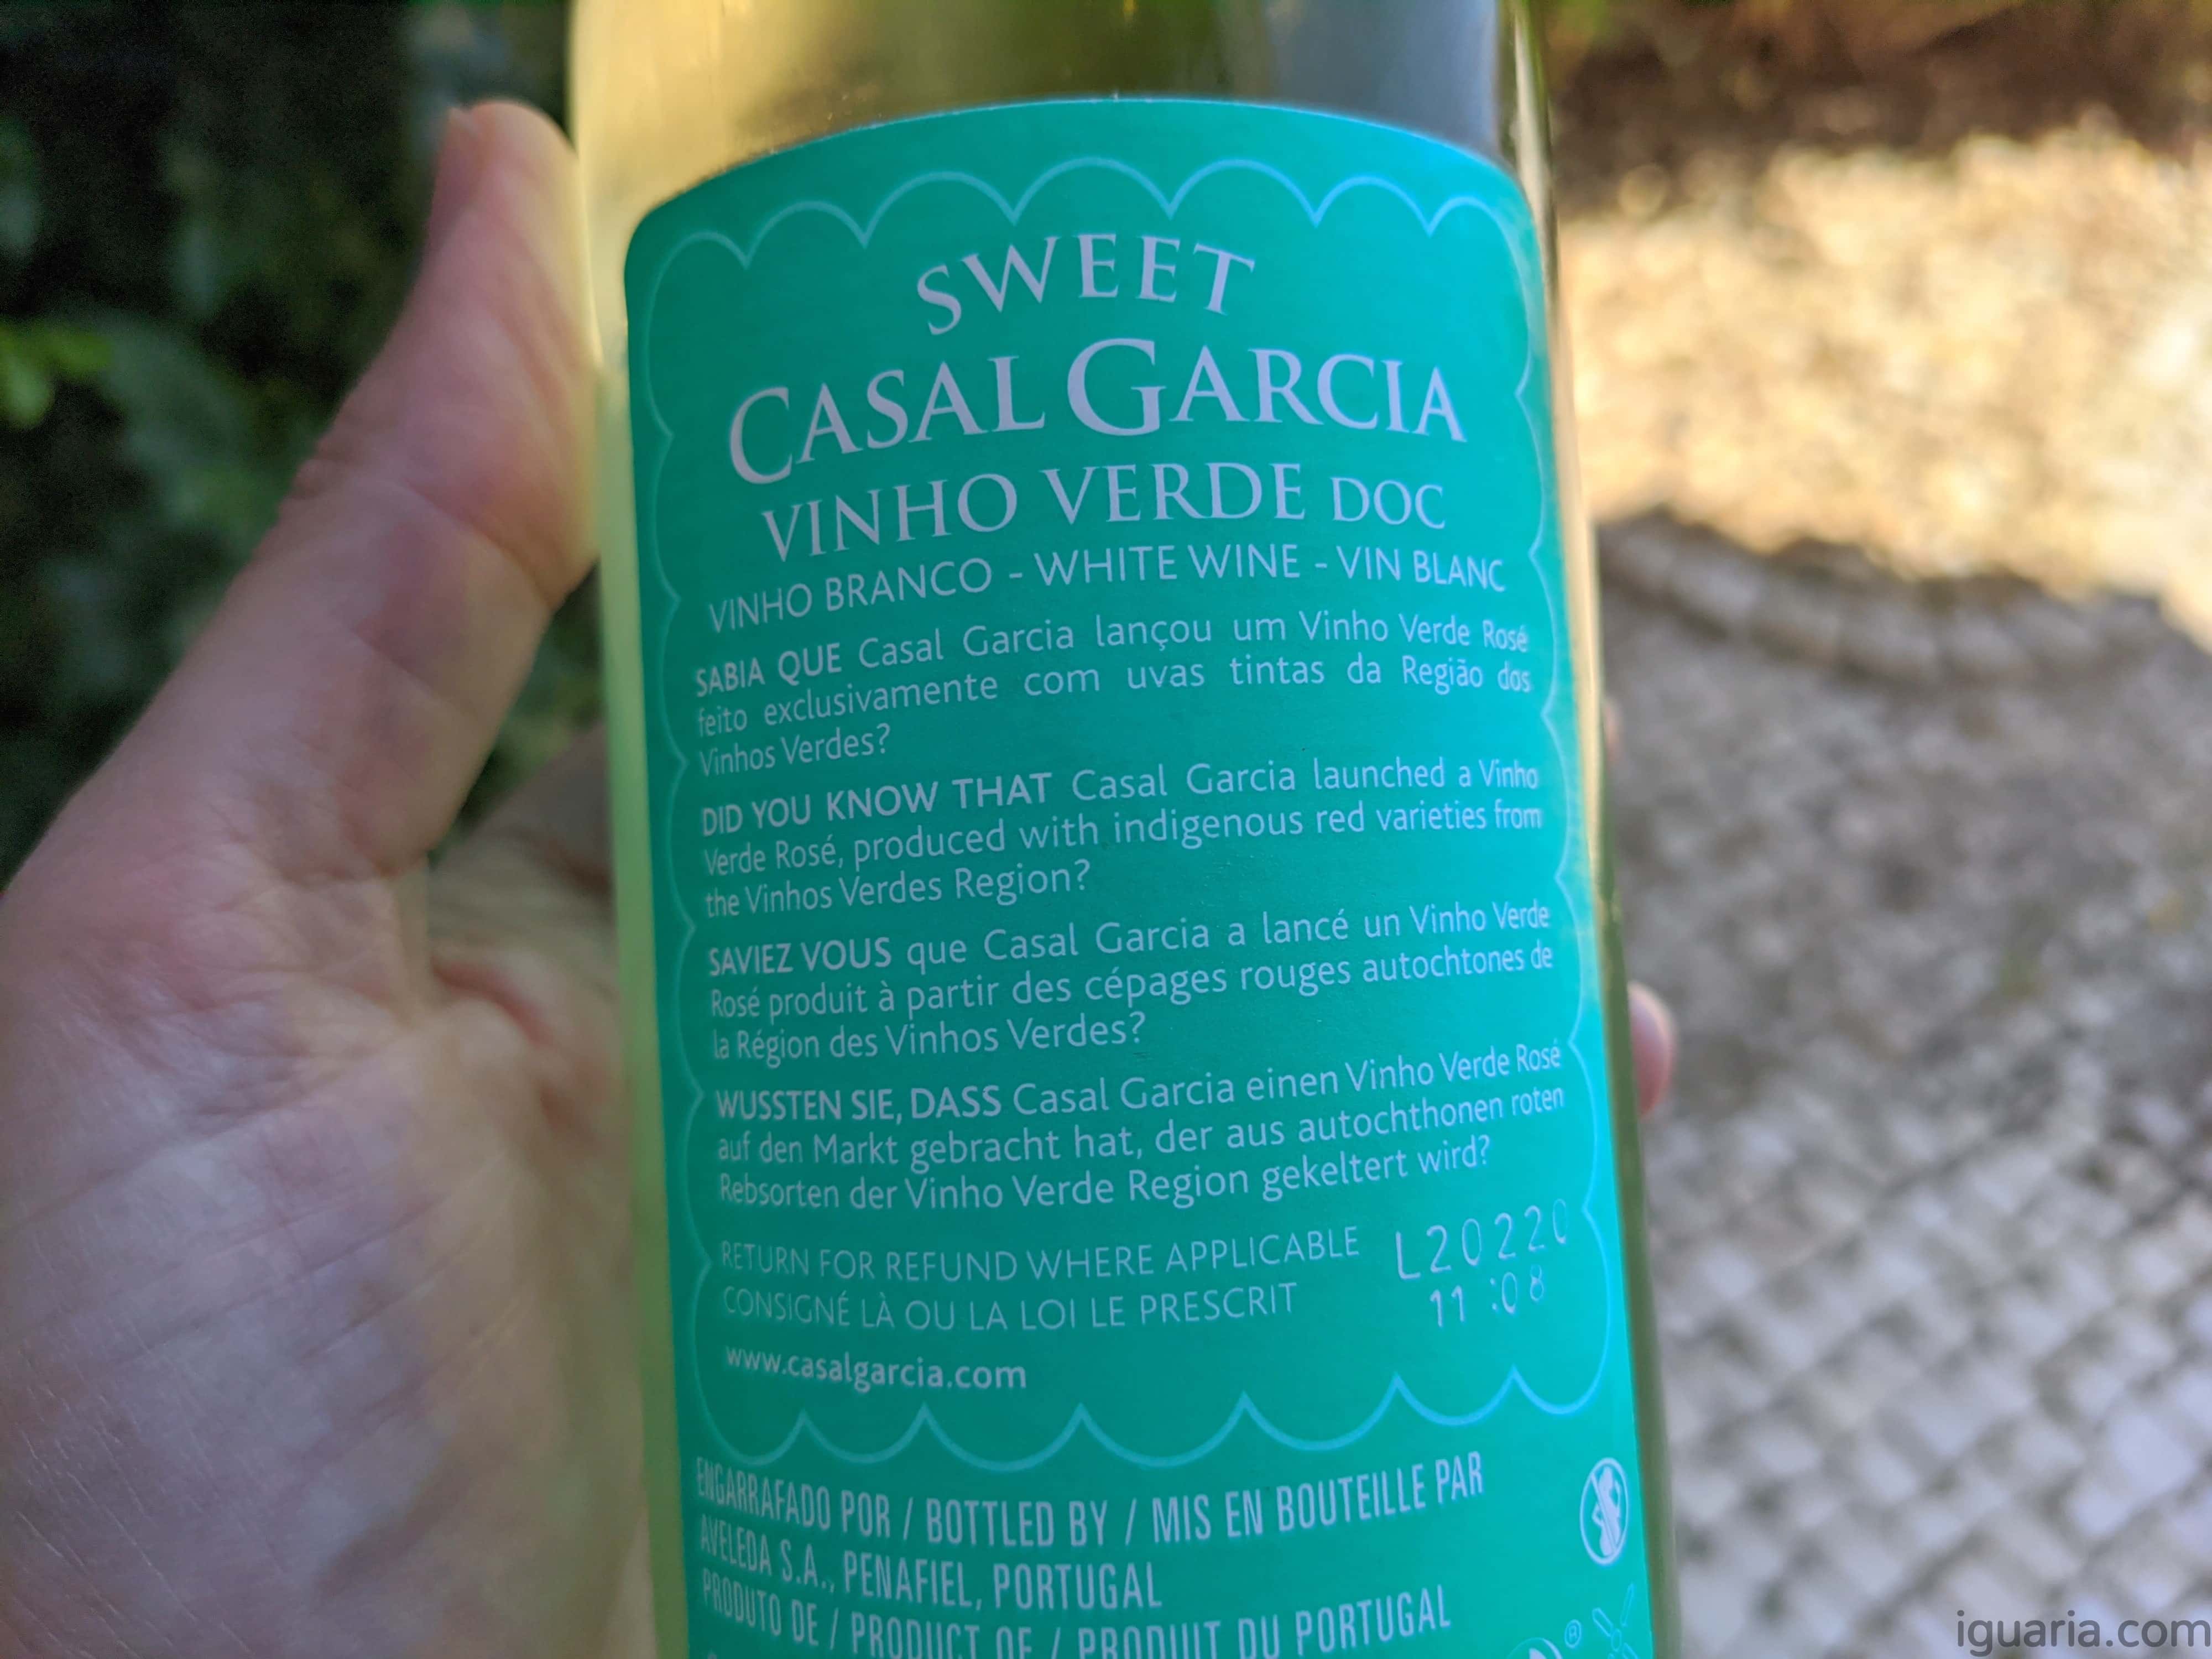 SWEET
CASAL GARCIA
VINHO VERDE DOC
VINHO BRANCO - WHITE WINE - VIN BLANC
SABIA QUE Casal Garcia lançou um Vinho Verde Rosé
feito exclusivamente com uvas tintas da Região dos
Vinhos Verdes?
DID YOU KNOW THAT Casal Garcia launched a Vinho
Verde Rosé, produced with indigenous red varieties from
the Vinhos Verdes Region?
SAVIEZ VOUS que Casal Garcia a lancé un Vinho Verde
Rosé produit à partir des cépages rouges autochtones de
la Région des Vinhos Verdes?
WUSSTEN SIE, DASS Casal Garcia einen Vinho Verde Rosé
auf den Markt gebracht hat, der aus autochthonen roten
Rebsorten der Vinho Verde Region gekeltert wird?
RETURN FOR REFUND WHERE APPLICABLE
CONSIGNÉ LÀ OU LA LOI LE PRESCRIT
L20220
11:08
www.casalgarcia.com
ENGARRAFADO POR / BOTTLED BY / MIS EN BOUTEILLE PAR
AVELEDA S.A., PENAFIEL, PORTUGAL
PRODUTO DE / PRODUCT OF / PRODUIT DU PORTUGAL
®
iguaria.com